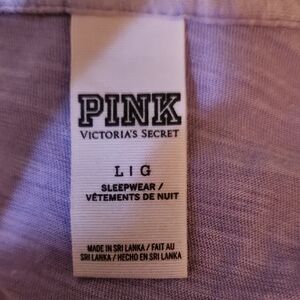 PINK
VICTORIA'S SECRET
L | G
SLEEPWEAR /
VÊTEMENTS DE NUIT
MADE IN SRI LANKA / FAIT AU
SRI LANKA / HECHO EN SRI LANKA